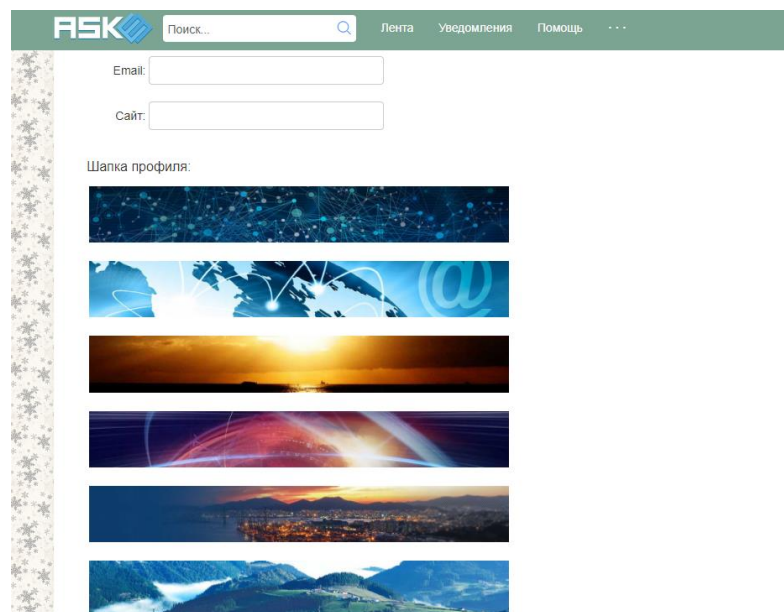 ASK
Поиск...
Лента
Уведомления
Помощь
...
Email:
Сайт:
Шапка профиля:
@